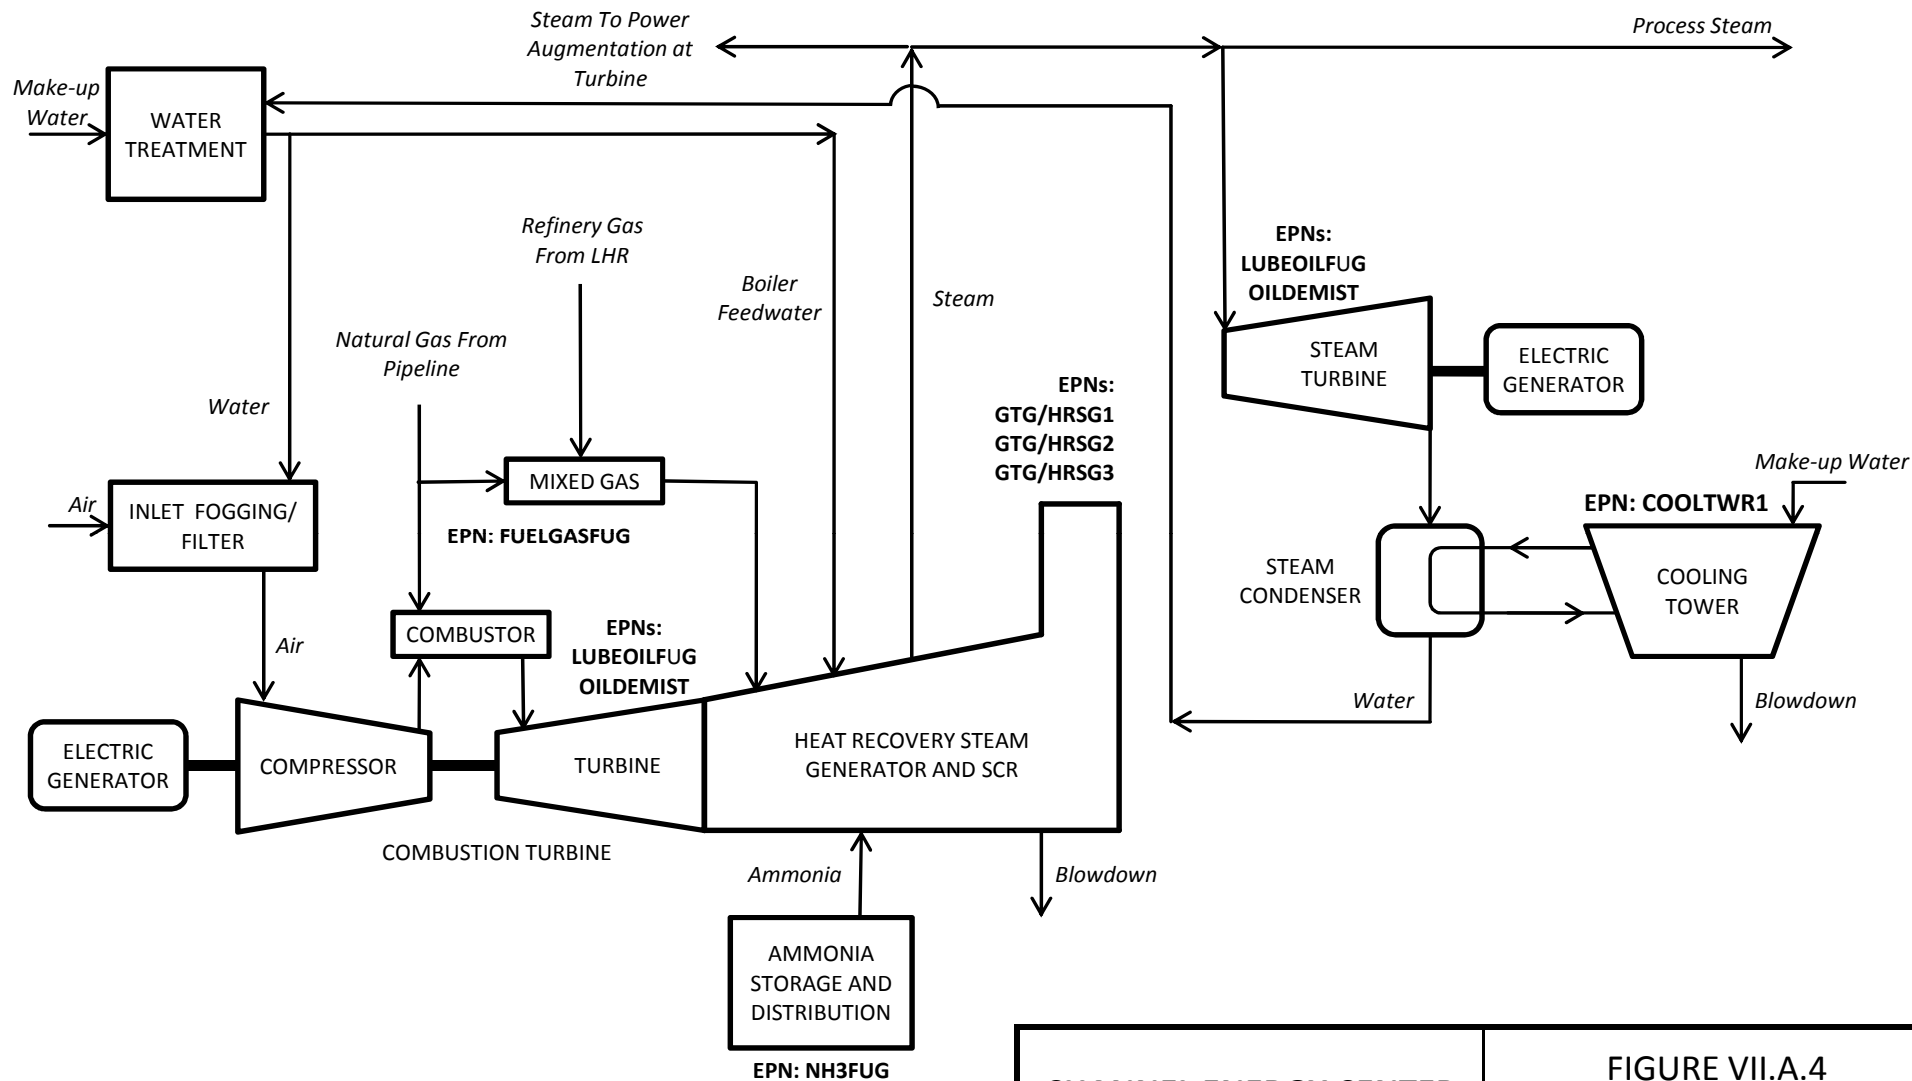 Steam To Power
Augmentation at
Turbine
Process Steam
Make-up
Water
WATER
TREATMENT
Refinery Gas
From LHR
Boiler
Feedwater
Steam
EPNs:
LUBEOILFUG
OILDEMIST
Natural Gas From
Pipeline
STEAM
TURBINE
ELECTRIC
GENERATOR
Water
EPNs:
GTG/HRSG1
GTG/HRSG2
GTG/HRSG3
MIXED GAS
Make-up Water
Air
INLET FOGGING/
FILTER
EPN: FUELGASFUG
EPN: COOLTWR1
STEAM
CONDENSER
COOLING
TOWER
Air
COMBUSTOR
EPNs:
LUBEOILFUG
OILDEMIST
Water
Blowdown
ELECTRIC
GENERATOR
COMPRESSOR
TURBINE
HEAT RECOVERY STEAM
GENERATOR AND SCR
COMBUSTION TURBINE
Ammonia
Blowdown
AMMONIA
STORAGE AND
DISTRIBUTION
EPN: NH3FUG
FIGURE VII.A.4